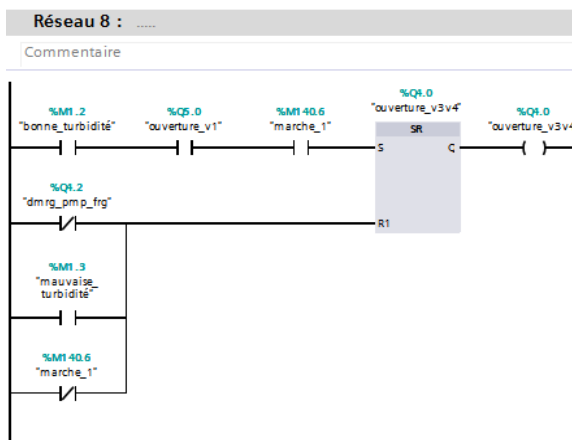 Réseau 8 : .....
Commentaire
%Q4.0
"ouverture_v3v4"
%M1.2
"bonne_turbidité"
%Q5.0
"ouverture_v1"
%M140.6
"marche_1"
SR
%Q4.0
"ouverture_v3v4
S
Q
%Q4.2
"dmrg_pmp_frg"
R1
%M1.3
"mauvaise_
turbidité"
%M140.6
"marche_1"